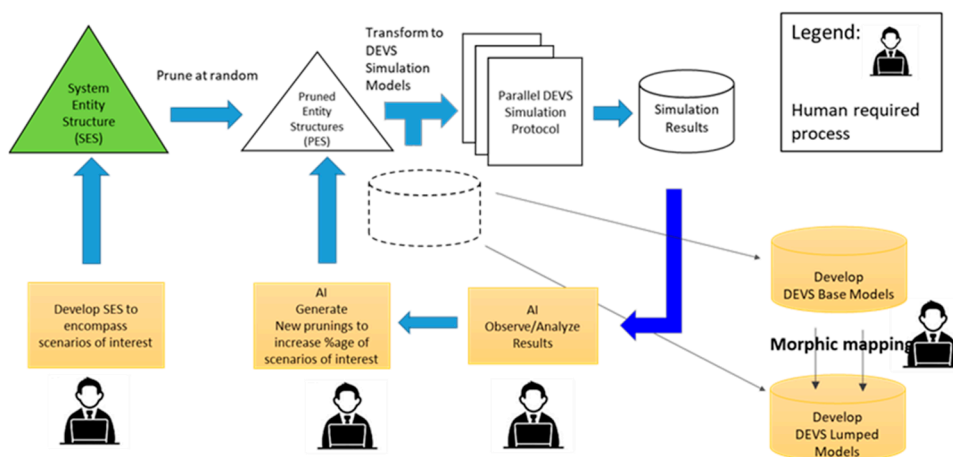 System
Entity
Structure
(SES)
Prune at random
Pruned
Entity
Structures
(PES)
Transform to
DEVS
Simulation
Models
Parallel DEVS
Simulation
Protocol
Simulation
Results
Legend:
Human required
process
Develop SES to
encompass
scenarios of interest
AI
Generate
New prunings to
increase %age of
scenarios of interest
AI
Observe/Analyze
Results
Develop
DEVS Base Models
Morphic mapping
Develop
DEVS Lumped
Models